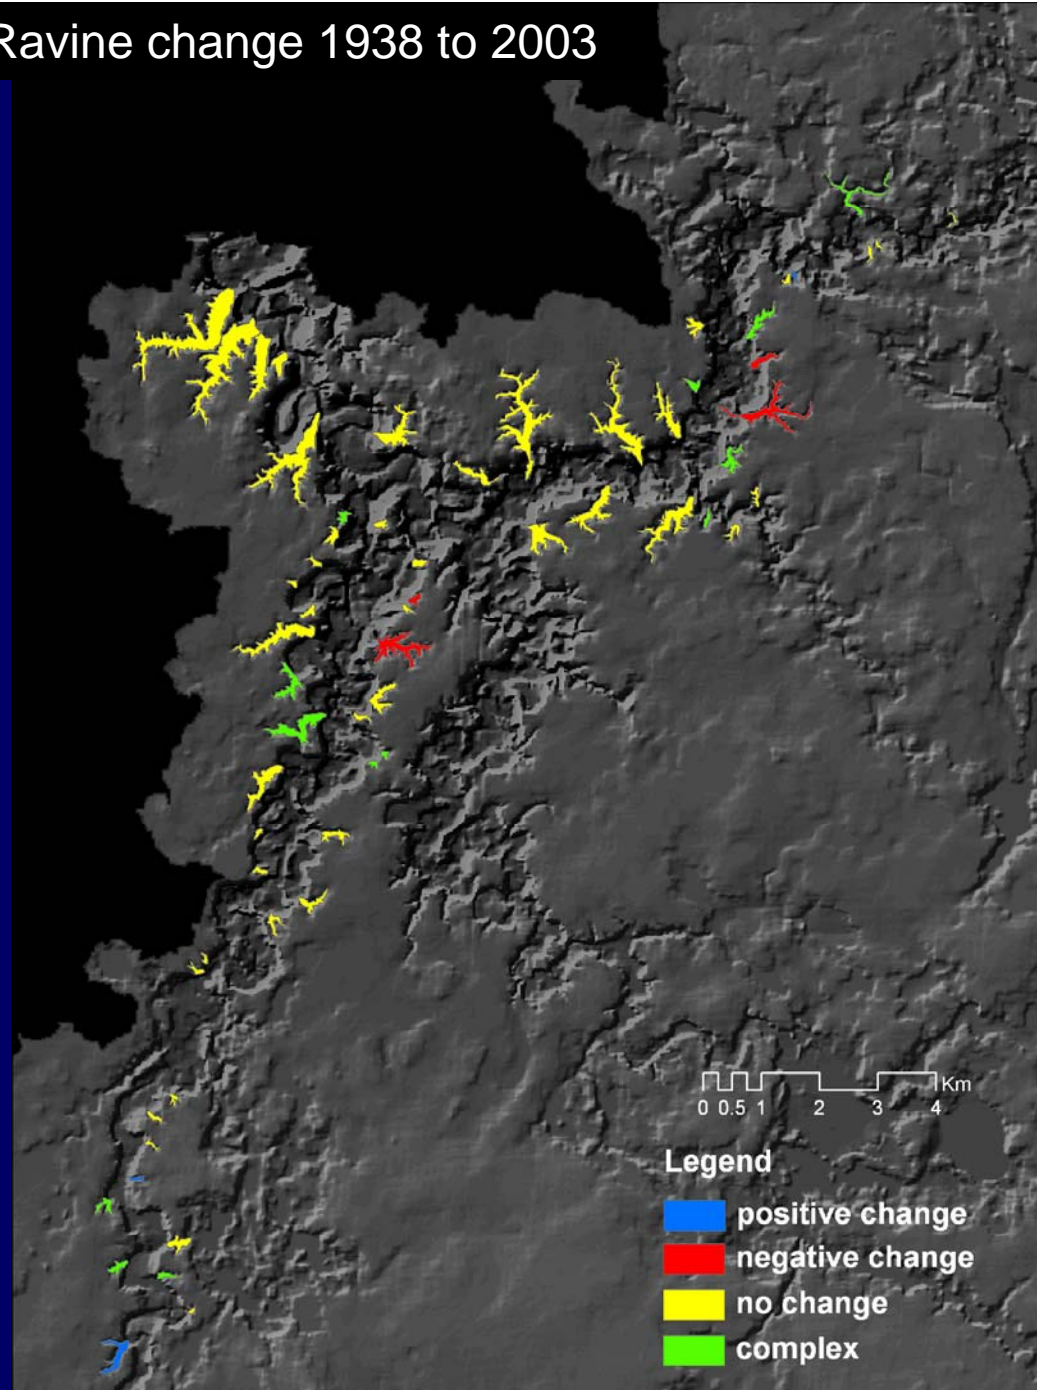 Ravine change 1938 to 2003
Km
0 0.5 1 2 3 4
Legend
positive change
negative change
no change
complex